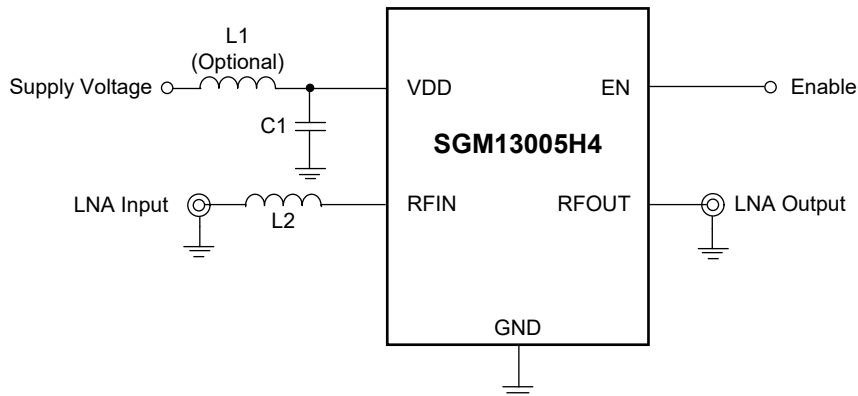 L1
(Optional)
Supply Voltage
VDD
EN
Enable
C1
SGM13005H4
LNA Input
L2
RFIN
RFOUT
LNA Output
GND